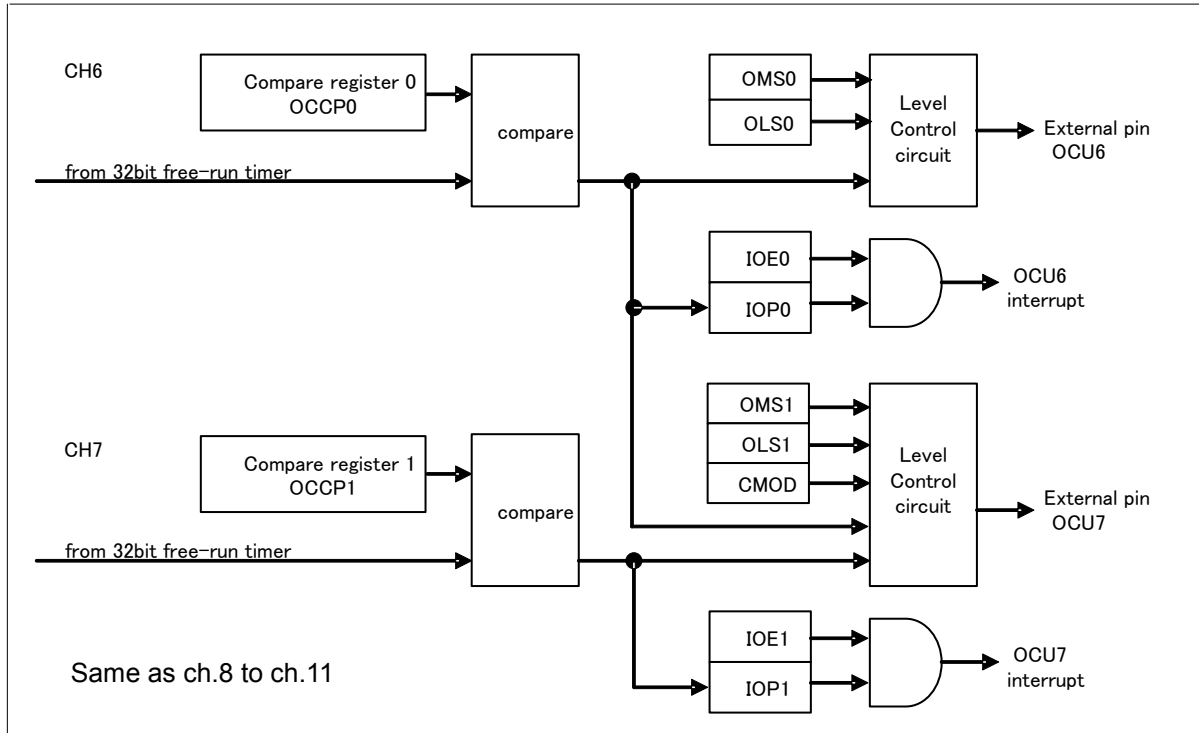 CH6
Compare register 0
OCCP0
compare
from 32bit free-run timer
OMS0
OLS0
Level
Control
circuit
External pin
OCU6
IOE0
IOP0
OCU6
interrupt
CH7
Compare register 1
OCCP1
compare
from 32bit free-run timer
OMS1
OLS1
CMOD
Level
Control
circuit
External pin
OCU7
IOE1
IOP1
OCU7
interrupt
Same as ch.8 to ch.11